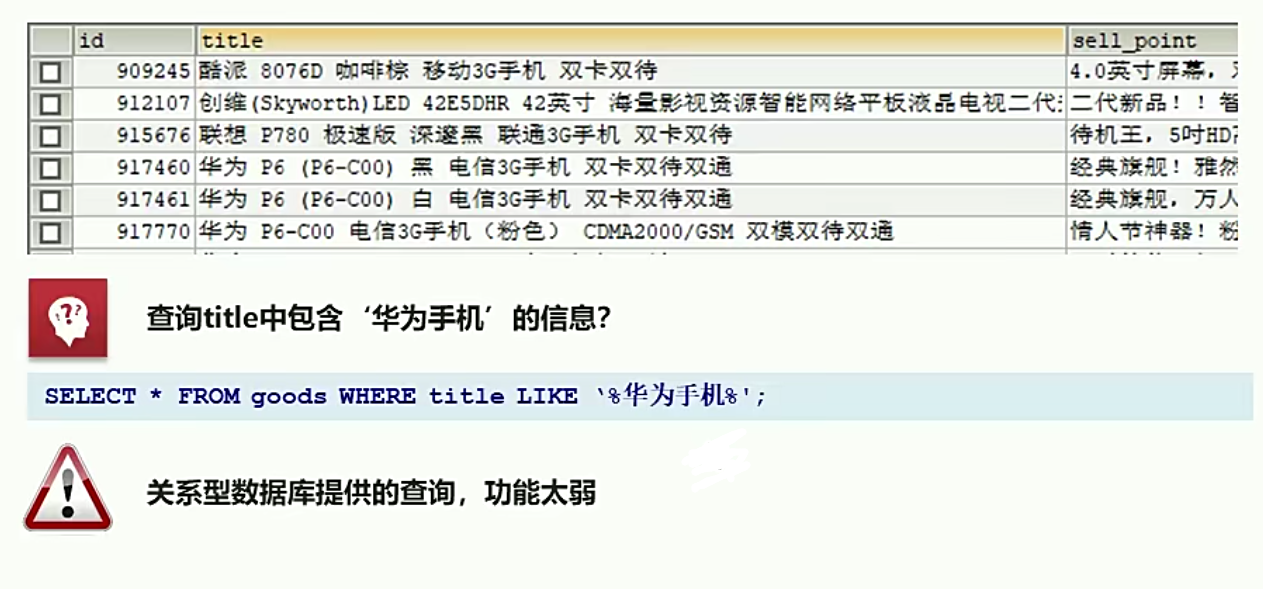 id title sell_point
909245 酷派 8076D 咖啡棕 移动3G手机 双卡双待 4.0英寸屏幕，
912107 创维(Skyworth)LED 42E5DHR 42英寸 海量影视资源智能网络平板液晶电视二代 二代新品！！智
915676 联想 P780 极速版 深邃黑 联通3G手机 双卡双待 待机王，5吋HD
917460 华为 P6 (P6-C00) 黑 电信3G手机 双卡双待双通 经典旗舰！雅然
917461 华为 P6 (P6-C00) 白 电信3G手机 双卡双待双通 经典旗舰，万人
917770 华为 P6-C00 电信3G手机（粉色） CDMA2000/GSM 双模双待双通 情人节神器！粉
查询title中包含‘华为手机’的信息?
SELECT * FROM goods WHERE title LIKE `%华为手机%';
关系型数据库提供的查询，功能太弱